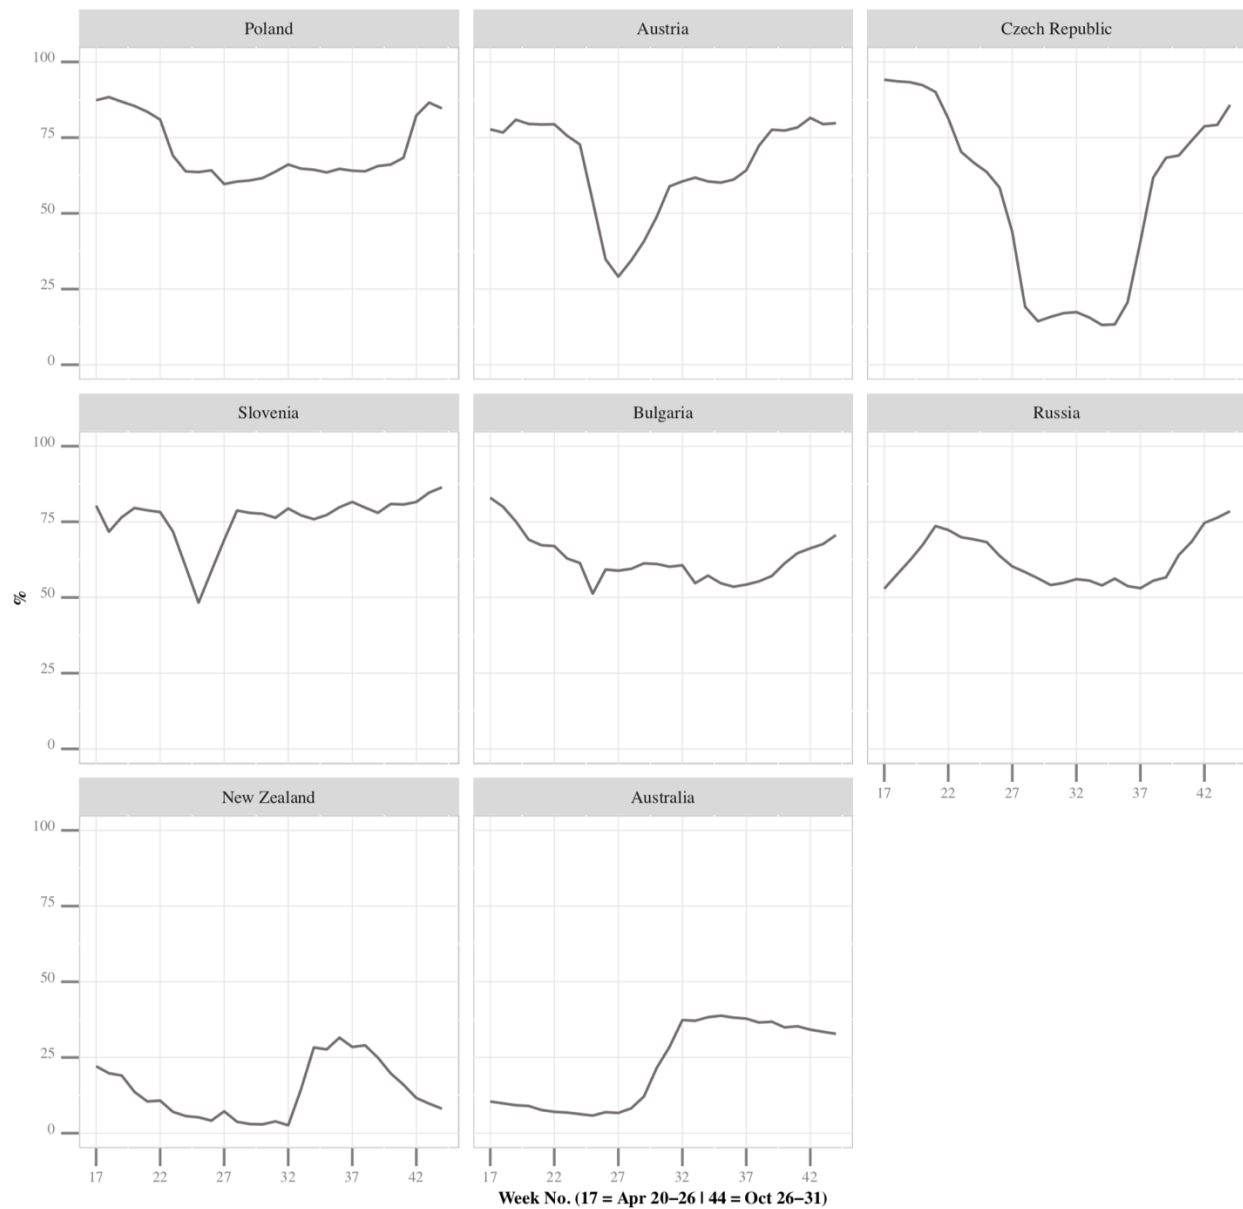 Poland
Austria
Czech Republic
100
75
50
25
0
Slovenia
Bulgaria
Russia
100
75
50
25
0
%
17 22 27 32 37 42
New Zealand
Australia
100
75
50
25
0
17 22 27 32 37 42
17 22 27 32 37 42
Week No. (17 = Apr 20−26 | 44 = Oct 26−31)